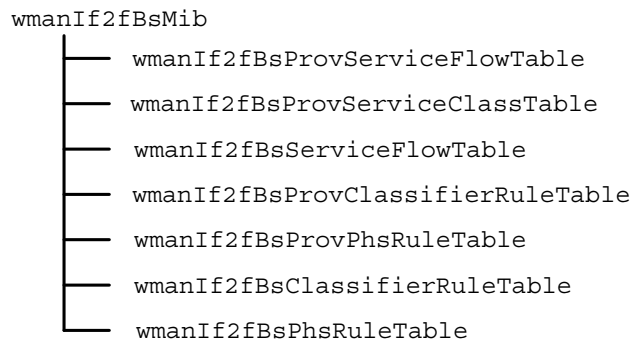 wmanIf2fBsMib
wmanIf2fBsProvServiceFlowTable
wmanIf2fBsProvServiceClassTable
wmanIf2fBsServiceFlowTable
wmanIf2fBsProvClassifierRuleTable
wmanIf2fBsProvPhsRuleTable
wmanIf2fBsClassifierRuleTable
wmanIf2fBsPhsRuleTable